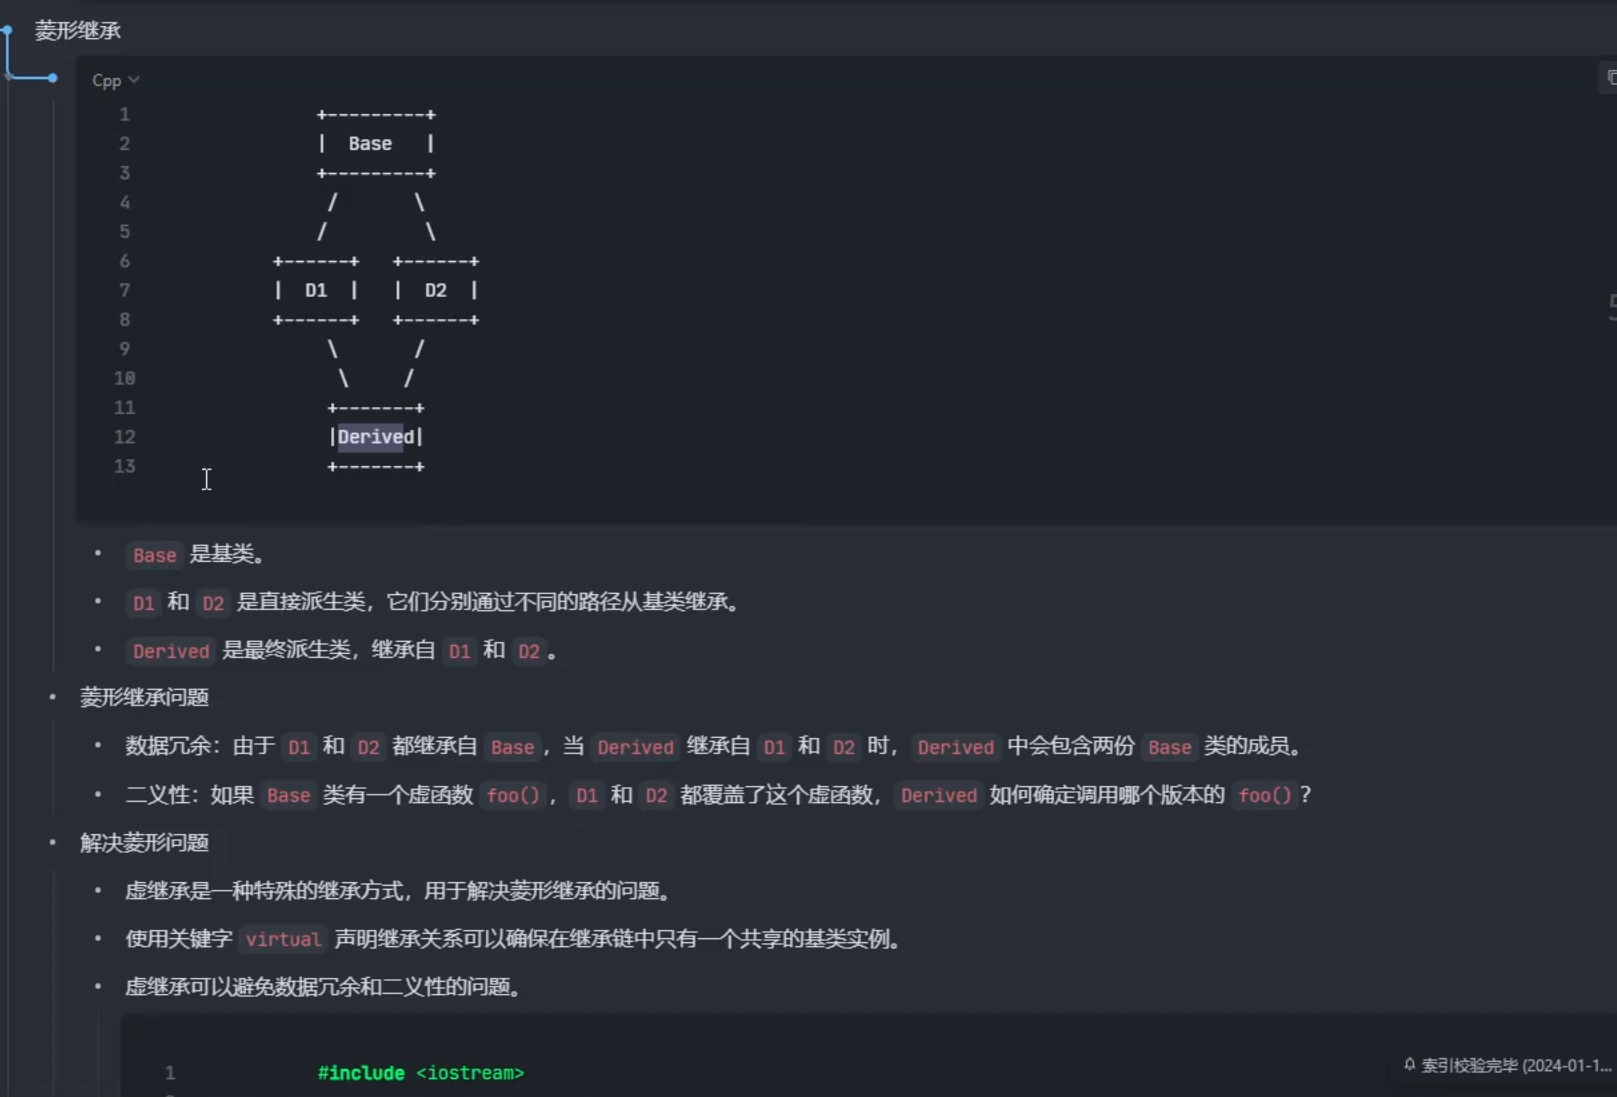 菱形继承
Cpp
1 +---------+
2 | Base |
3 +---------+
4 / \
5 / \
6 +------+ +------+
7 | D1 | | D2 |
8 +------+ +------+
9 \ /
10 \ /
11 +-------+
12 |Derived|
13 +-------+
• Base 是基类。
• D1 和 D2 是直接派生类，它们分别通过不同的路径从基类继承。
• Derived 是最终派生类，继承自 D1 和 D2 。
• 菱形继承问题
• 数据冗余：由于 D1 和 D2 都继承自 Base ，当 Derived 继承自 D1 和 D2 时， Derived 中会包含两份 Base 类的成员。
• 二义性：如果 Base 类有一个虚函数 foo() ， D1 和 D2 都覆盖了这个虚函数， Derived 如何确定调用哪个版本的 foo() ？
• 解决菱形问题
• 虚继承是一种特殊的继承方式，用于解决菱形继承的问题。
• 使用关键字 virtual 声明继承关系可以确保在继承链中只有一个共享的基类实例。
• 虚继承可以避免数据冗余和二义性的问题。
1 #include <iostream>
索引校验完毕 (2024-01-1...